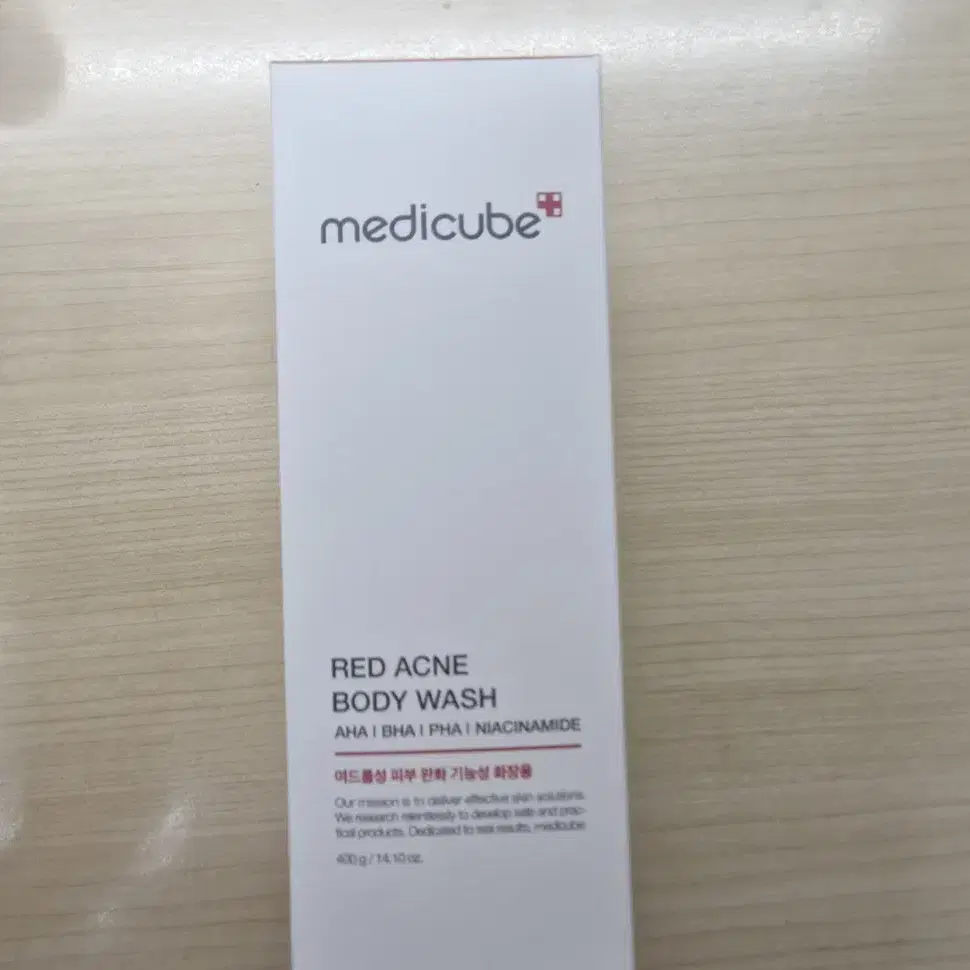 medicube
RED ACNE
BODY WASH
AHA | BHA | PHA | NIACINAMIDE
여드름성 피부 완화 기능성 화장용
Our mission is to deliver effective skin solutions.
We research relentlessly to develop safe and prac-
tical products. Dedicated to real results, medicube
400 g / 14.10 oz.